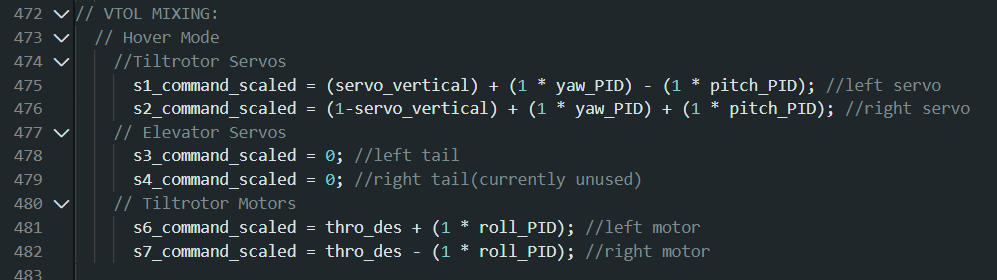 472 // VTOL MIXING:
473 // Hover Mode
474 //Tiltrotor Servos
475 s1_command_scaled = (servo_vertical) + (1 * yaw_PID) - (1 * pitch_PID); //left servo
476 s2_command_scaled = (1-servo_vertical) + (1 * yaw_PID) + (1 * pitch_PID); //right servo
477 // Elevator Servos
478 s3_command_scaled = 0; //left tail
479 s4_command_scaled = 0; //right tail(currently unused)
480 // Tiltrotor Motors
481 s6_command_scaled = thro_des + (1 * roll_PID); //left motor
482 s7_command_scaled = thro_des - (1 * roll_PID); //right motor
483